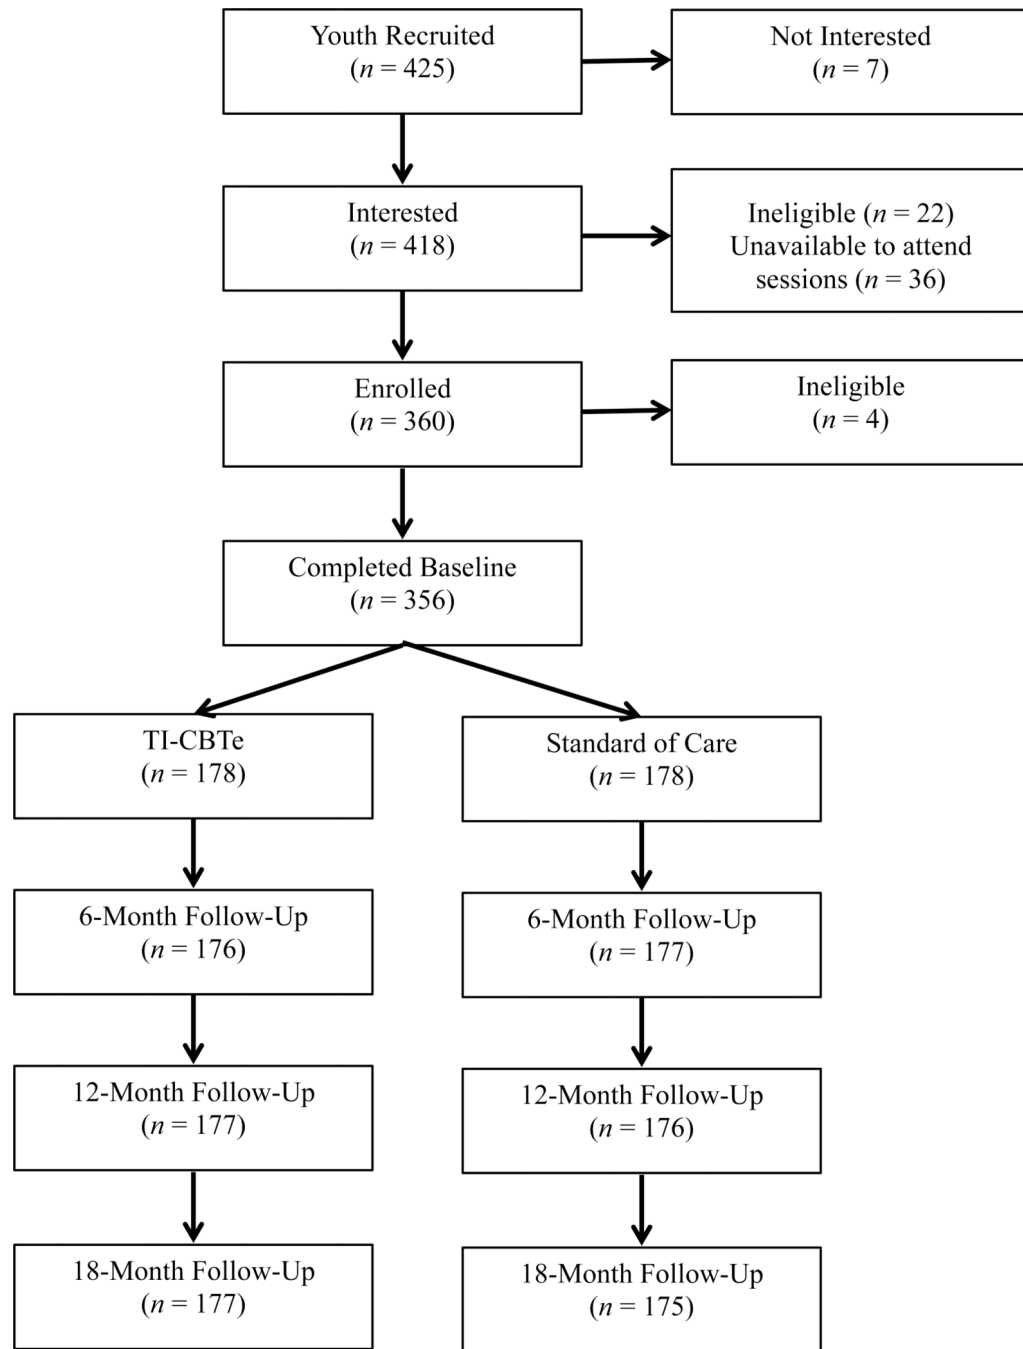 Youth Recruited
(n = 425)
Not Interested
(n = 7)
Interested
(n = 418)
Ineligible (n = 22)
Unavailable to attend
sessions (n = 36)
Enrolled
(n = 360)
Ineligible
(n = 4)
Completed Baseline
(n = 356)
TI-CBTe
(n = 178)
Standard of Care
(n = 178)
6-Month Follow-Up
(n = 176)
6-Month Follow-Up
(n = 177)
12-Month Follow-Up
(n = 177)
12-Month Follow-Up
(n = 176)
18-Month Follow-Up
(n = 177)
18-Month Follow-Up
(n = 175)